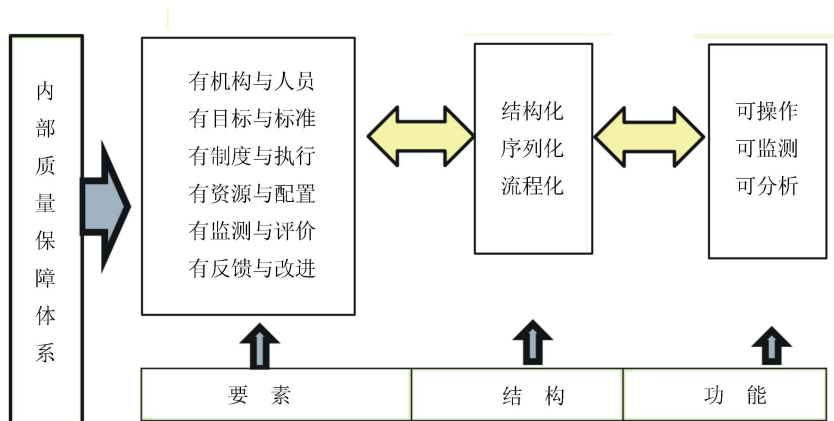 内部质量保障体系
有机构与人员
有目标与标准
有制度与执行
有资源与配置
有监测与评价
有反馈与改进
结构化
序列化
流程化
可操作
可监测
可分析
要素
结构
功能